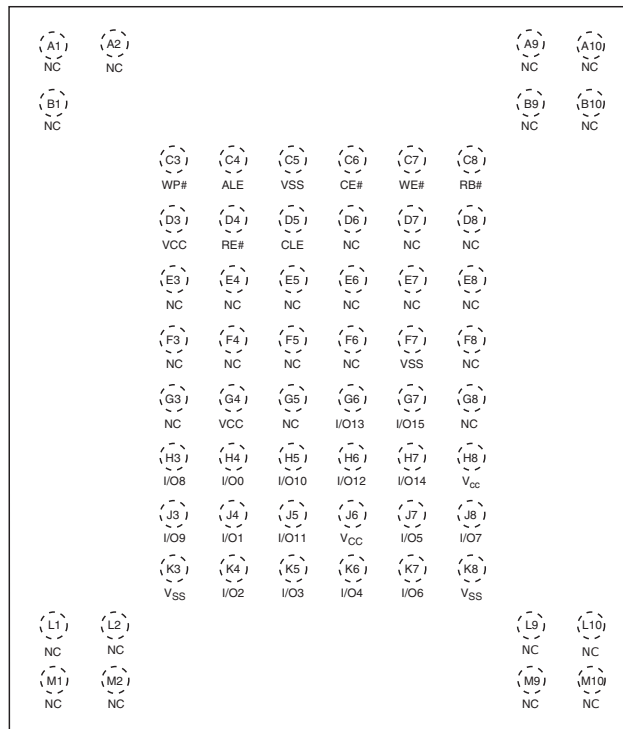 A1 A2 A9 A10
NC NC NC NC
B1 B9 B10
NC NC NC
C3 C4 C5 C6 C7 C8
WP# ALE VSS CE# WE# RB#
D3 D4 D5 D6 D7 D8
VCC RE# CLE NC NC NC
E3 E4 E5 E6 E7 E8
NC NC NC NC NC NC
F3 F4 F5 F6 F7 F8
NC NC NC NC VSS NC
G3 G4 G5 G6 G7 G8
NC VCC NC I/O13 I/O15 NC
H3 H4 H5 H6 H7 H8
I/O8 I/O0 I/O10 I/O12 I/O14 Vcc
J3 J4 J5 J6 J7 J8
I/O9 I/O1 I/O11 VCC I/O5 I/O7
K3 K4 K5 K6 K7 K8
VSS I/O2 I/O3 I/O4 I/O6 VSS
L1 L2 L9 L10
NC NC NC NC
M1 M2 M9 M10
NC NC NC NC